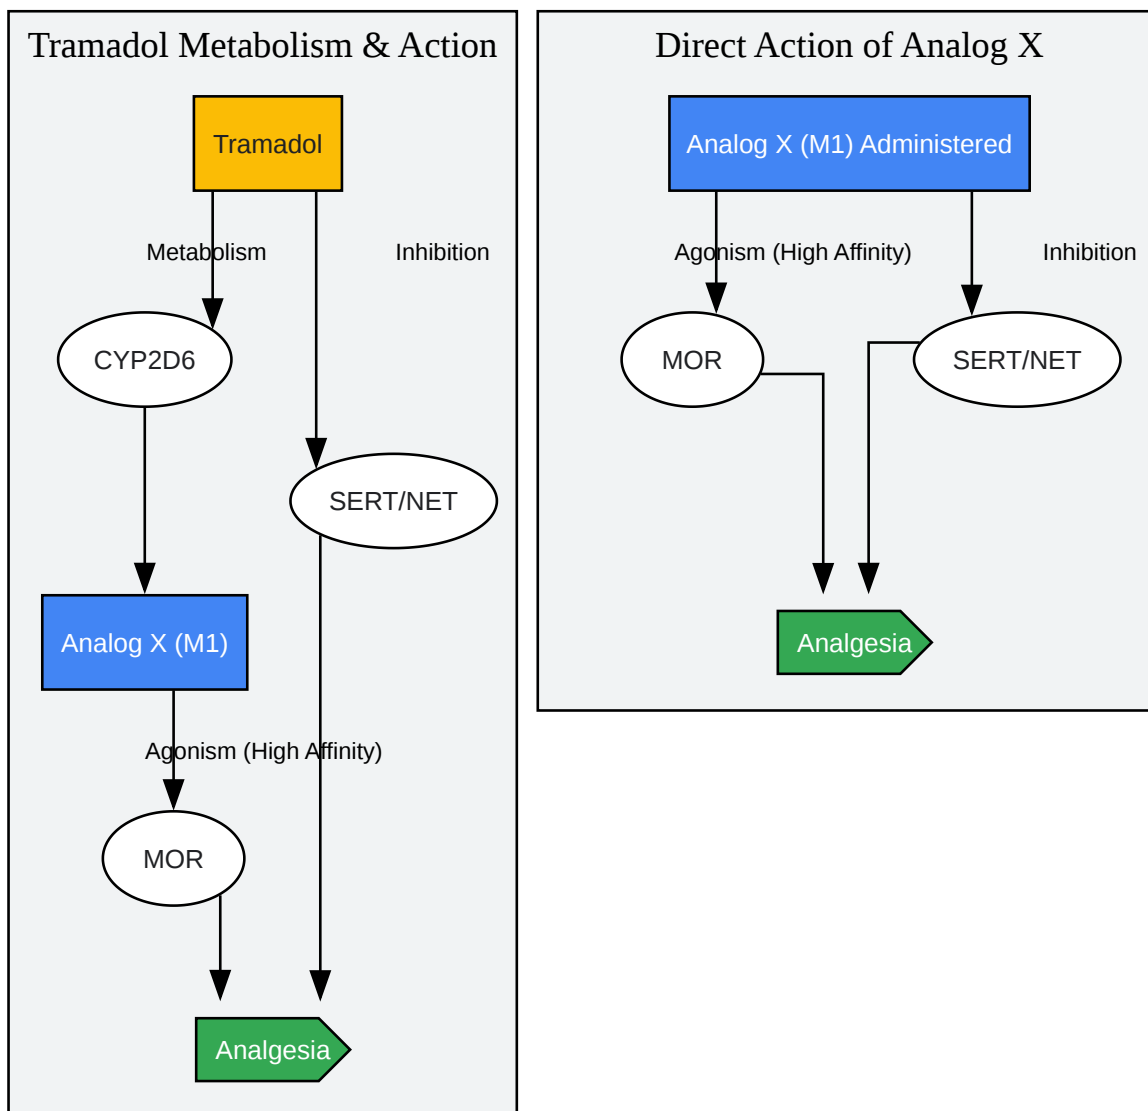 Tramadol Metabolism & Action
Tramadol
Metabolism
Inhibition
CYP2D6
SERT/NET
Analog X (M1)
Agonism (High Affinity)
MOR
Analgesia
Direct Action of Analog X
Analog X (M1) Administered
Agonism (High Affinity)
Inhibition
MOR
SERT/NET
Analgesia